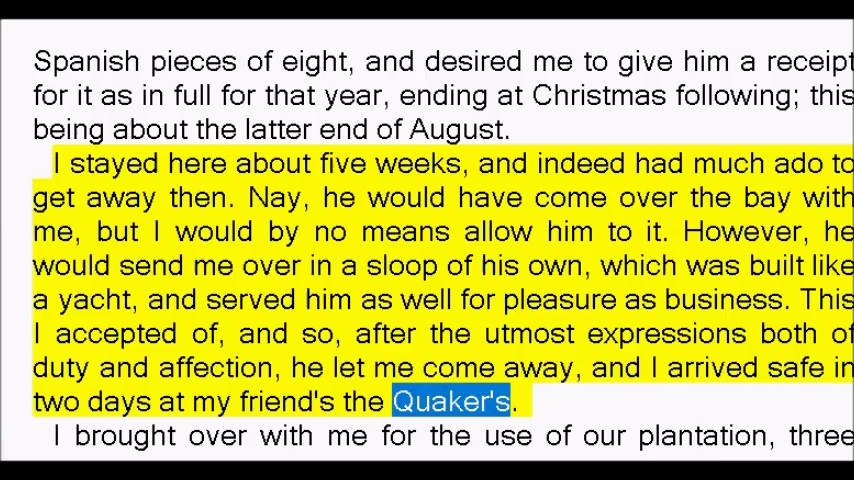 Spanish pieces of eight, and desired me to give him a receipt
for it as in full for that year, ending at Christmas following; this
being about the latter end of August.
I stayed here about five weeks, and indeed had much ado to
get away then. Nay, he would have come over the bay with
me, but I would by no means allow him to it. However, he
would send me over in a sloop of his own, which was built like
a yacht, and served him as well for pleasure as business. This
I accepted of, and so, after the utmost expressions both of
duty and affection, he let me come away, and I arrived safe in
two days at my friend's the Quaker's.
I brought over with me for the use of our plantation, three